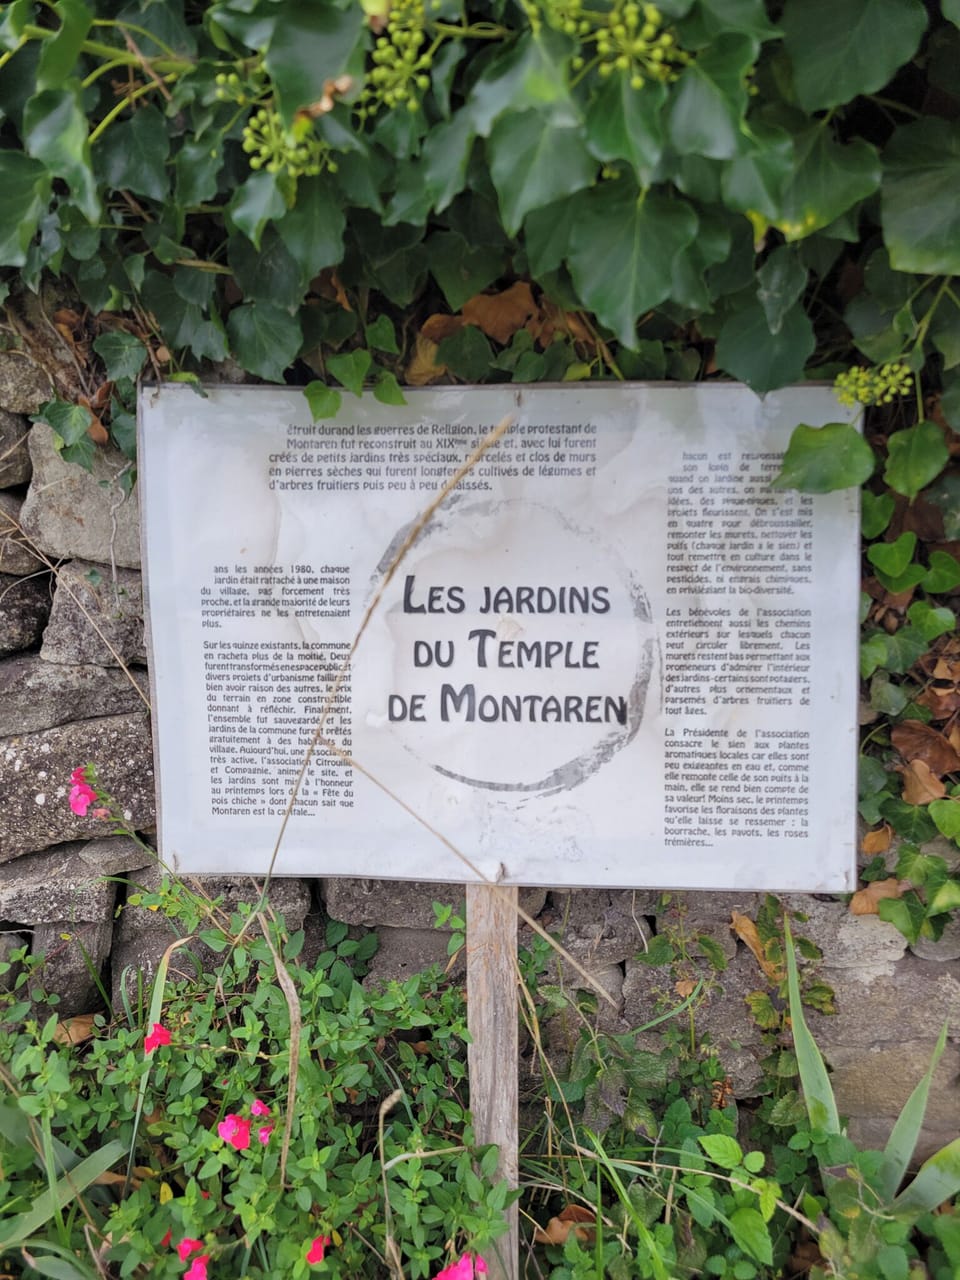 étruit durand les guerres de Religion, le temple protestant de
Montaren fut reconstruit au XIXème siècle et, avec lui furent
créés de petits jardins très spéciaux, morcelés et clos de murs
en pierres sèches qui furent longtemps cultivés de légumes et
d'arbres fruitiers puis peu à peu délaissés.
ans les années 1980, chaque
jardin était rattaché à une maison
du village, pas forcement très
proche, et la grande majorité de leurs
propriétaires ne les entretenaient
plus.
Sur les quinze existants, la commune
en racheta plus de la moitié. Deux
furent transformés en espace public et
divers projets d'urbanisme faillirent
bien avoir raison des autres, le prix
du terrain en zone constructible
donnant à réfléchir. Finalement,
l'ensemble fut sauvegardé et les
jardins de la commune furent prêtés
gratuitement à des habitants du
village. Aujourd'hui, une association
très active, l'association Citrouille
et Compagnie, anime le site, et
les jardins sont mis à l'honneur
au printemps lors de la « Fête du
pois chiche » dont chacun sait que
Montaren est la capitale...
LES JARDINS
DU TEMPLE
DE MONTAREN
hacun est responsable
son lopin de terre
quand on jardine aussi
uns des autres, on
idées, des pique-niques, et les
projets fleurissent. On s'est mis
en quatre pour débroussailler,
remonter les murets, nettoyer les
puits (chaque jardin a le sien) et
tout remettre en culture dans le
respect de l'environnement, sans
pesticides, ni engrais chimiques,
en privilégiant la bio-diversité.
Les bénévoles de l'association
entretiennent aussi les chemins
extérieurs sur lesquels chacun
peut circuler librement. Les
murets restent bas permettant aux
promeneurs d'admirer l'intérieur
des jardins-certains sont potagers,
d'autres plus ornementaux et
parsemés d'arbres fruitiers de
tout âges.
La Présidente de l'association
consacre le sien aux plantes
aromatiques locales car elles sont
peu exigeantes en eau et, comme
elle remonte celle de son puits à la
main, elle se rend bien compte de
sa valeur! Moins sec, le printemps
favorise les floraisons des plantes
qu'elle laisse se ressemer : la
bourrache, les pavots, les roses
trémières...